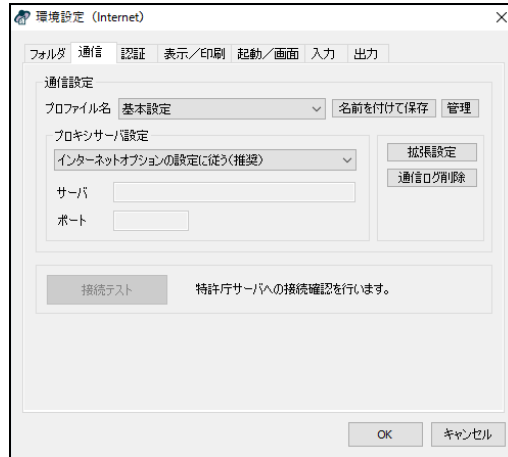 環境設定（Internet）
フォルダ 通信 認証 表示／印刷 起動／画面 入力 出力
通信設定
プロファイル名 基本設定 名前を付けて保存 管理
プロキシサーバ設定
インターネットオプションの設定に従う(推奨)
拡張設定
通信ログ削除
サーバ
ポート
接続テスト 特許庁サーバへの接続確認を行います。
OK キャンセル